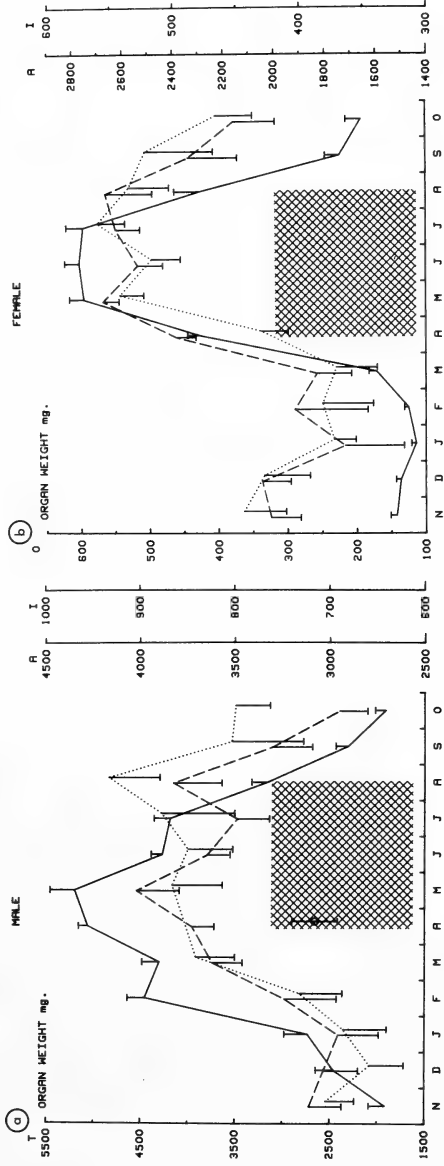 a ORGAN WEIGHT mg.
MALE
T
5500
4500
3500
2500
1500
A
4500
4000
3500
3000
2500
I
1000
900
800
700
600
N D J F M A M J J A S O
b ORGAN WEIGHT mg.
FEMALE
O
600
500
400
300
200
100
A
2800
2600
2400
2200
2000
1800
1600
1400
I
600
500
400
300
N D J F M A M J J A S O